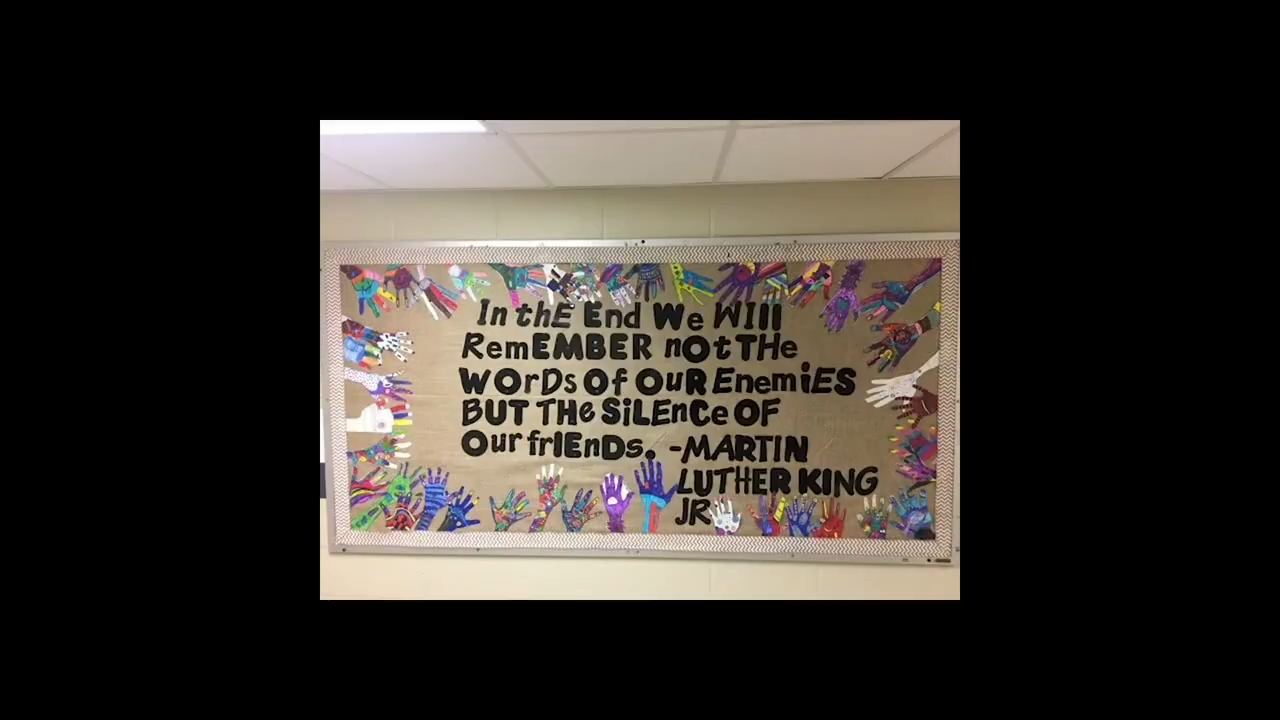 In thE End We WIll
RemEMBER nOt THe
WOrDs Of OuR EnemiES
BUT THe SiLEnCe OF
Our frIEnDs. -MARTIN
LUTHER KING
JR